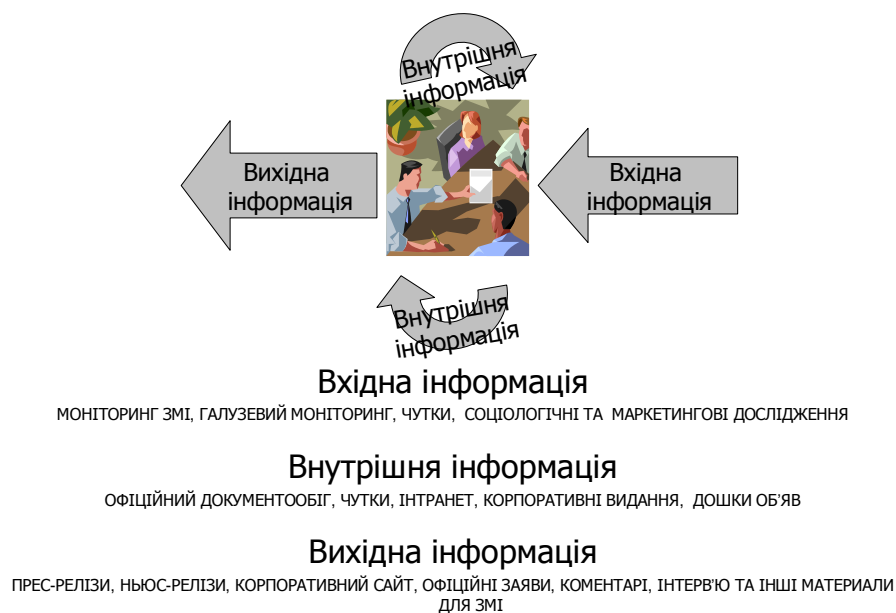 Внутрішня
інформація
Вихідна
інформація
Вхідна
інформація
Внутрішня
інформація
Вхідна інформація
МОНІТОРИНГ ЗМІ, ГАЛУЗЕВИЙ МОНІТОРИНГ, ЧУТКИ, СОЦІОЛОГІЧНІ ТА МАРКЕТИНГОВІ ДОСЛІДЖЕННЯ
Внутрішня інформація
ОФІЦІЙНИЙ ДОКУМЕНТООБІГ, ЧУТКИ, ІНТРАНЕТ, КОРПОРАТИВНІ ВИДАННЯ, ДОШКИ ОБ'ЯВ
Вихідна інформація
ПРЕС-РЕЛІЗИ, НЬЮС-РЕЛІЗИ, КОРПОРАТИВНИЙ САЙТ, ОФІЦІЙНІ ЗАЯВИ, КОМЕНТАРІ, ІНТЕРВ'Ю ТА ІНШІ МАТЕРИАЛИ
ДЛЯ ЗМІ